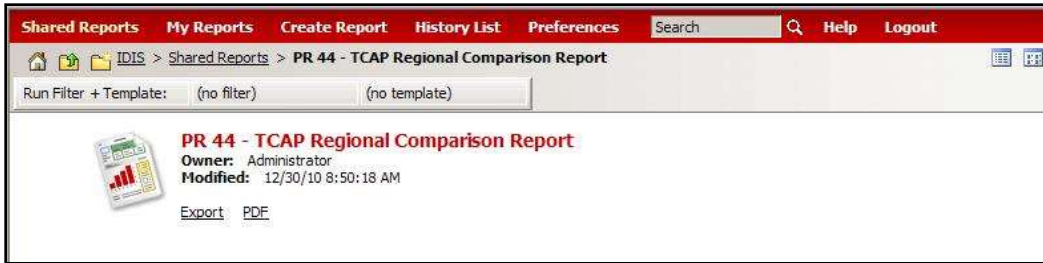 Shared Reports My Reports Create Report History List Preferences Search Help Logout
IDIS > Shared Reports > PR 44 - TCAP Regional Comparison Report
Run Filter + Template: (no filter) (no template)
PR 44 - TCAP Regional Comparison Report
Owner: Administrator
Modified: 12/30/10 8:50:18 AM
Export PDF